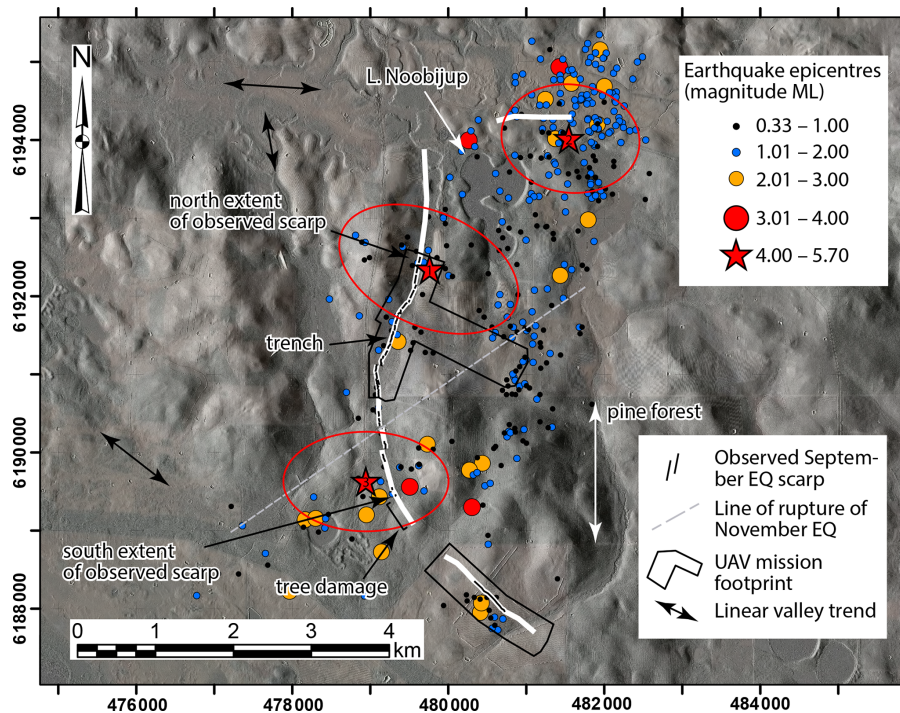 N
L. Noobijup
Earthquake epicentres
(magnitude ML)
0.33 – 1.00
1.01 – 2.00
2.01 – 3.00
3.01 – 4.00
4.00 – 5.70
north extent
of observed scarp
trench
pine forest
south extent
of observed scarp
tree damage
Observed Septem-
ber EQ scarp
Line of rupture of
November EQ
UAV mission
footprint
Linear valley trend
0 1 2 3 4
km
6194000
6192000
6190000
6188000
476000 478000 480000 482000 484000